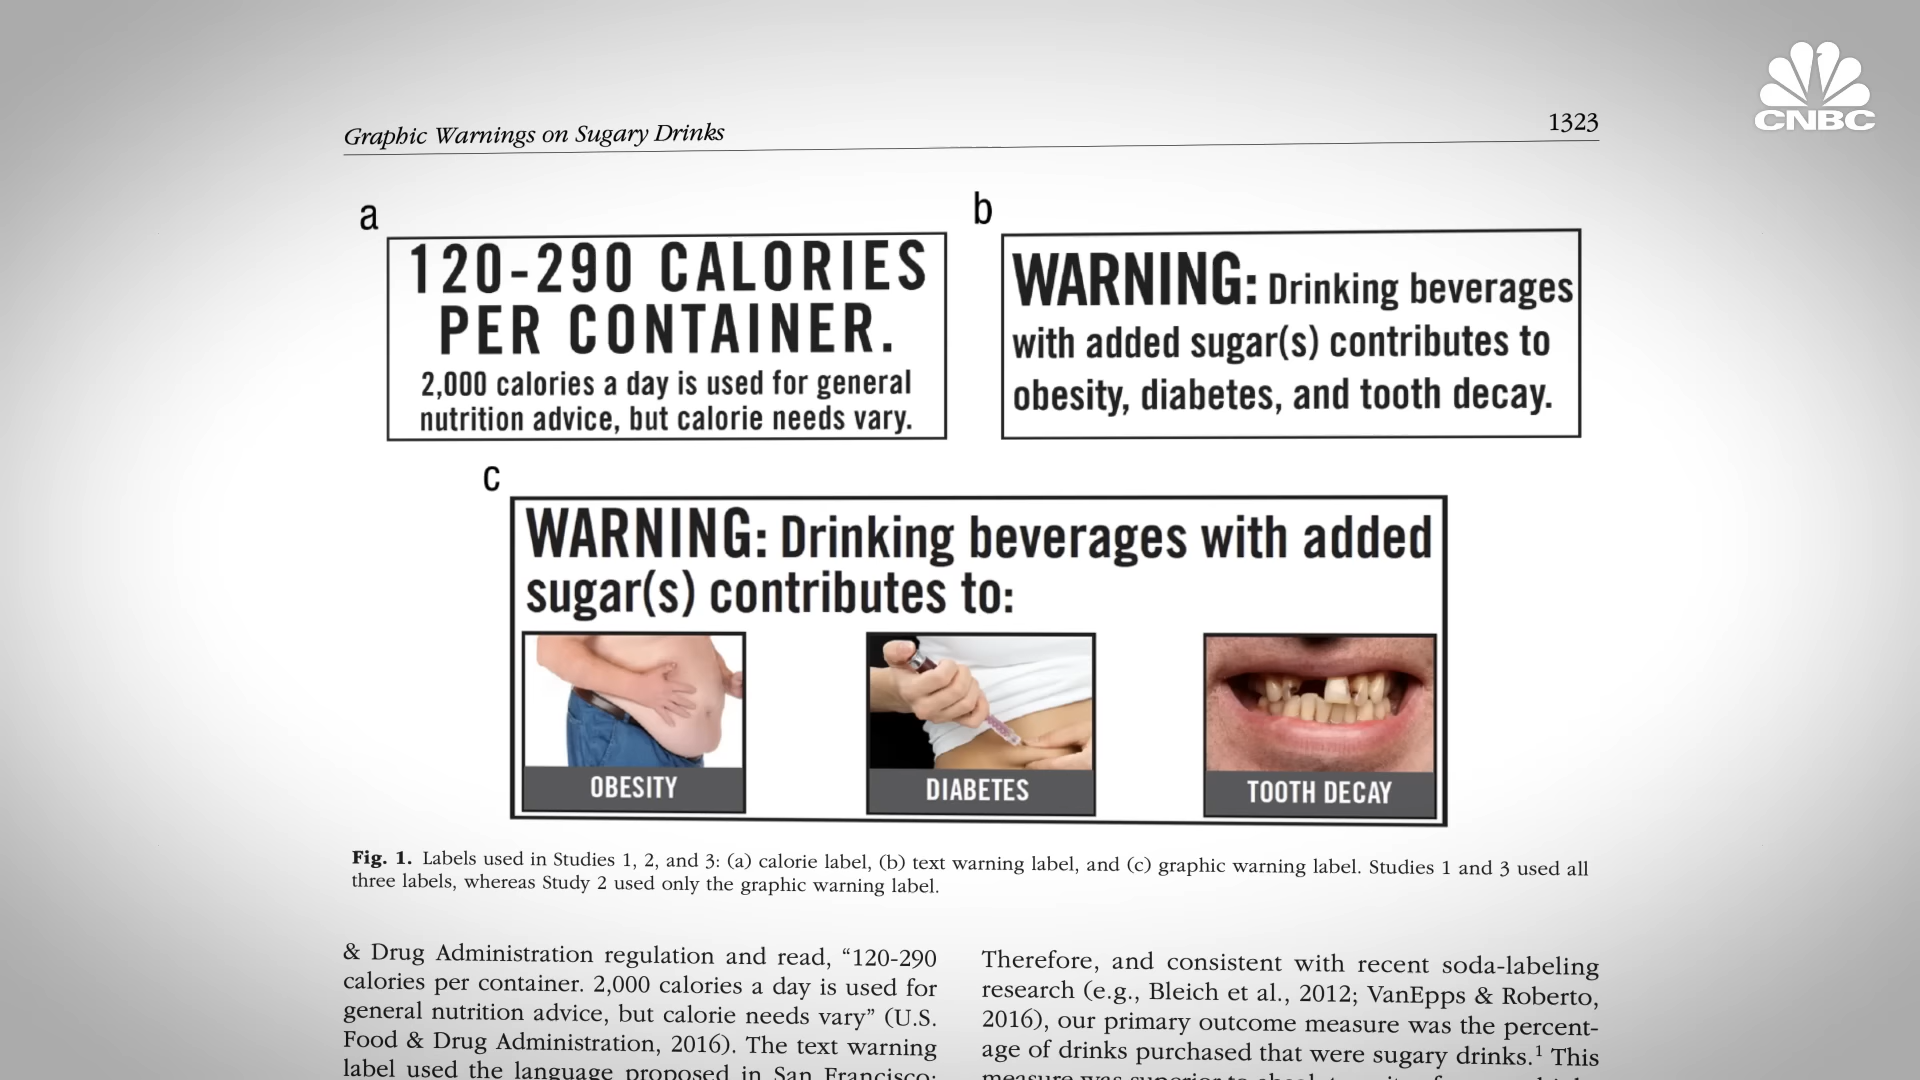 CNBC
Graphic Warnings on Sugary Drinks
1323
a
120-290 CALORIES
PER CONTAINER.
2,000 calories a day is used for general
nutrition advice, but calorie needs vary.
b
WARNING: Drinking beverages
with added sugar(s) contributes to
obesity, diabetes, and tooth decay.
c
WARNING: Drinking beverages with added
sugar(s) contributes to:
OBESITY
DIABETES
TOOTH DECAY
Fig. 1. Labels used in Studies 1, 2, and 3: (a) calorie label, (b) text warning label, and (c) graphic warning label. Studies 1 and 3 used all
three labels, whereas Study 2 used only the graphic warning label.
& Drug Administration regulation and read, “120-290
calories per container. 2,000 calories a day is used for
general nutrition advice, but calorie needs vary” (U.S.
Food & Drug Administration, 2016). The text warning
label used the language proposed in San Francisco:
Therefore, and consistent with recent soda-labeling
research (e.g., Bleich et al., 2012; VanEpps & Roberto,
2016), our primary outcome measure was the percent-
age of drinks purchased that were sugary drinks.¹ This
measure was superior to